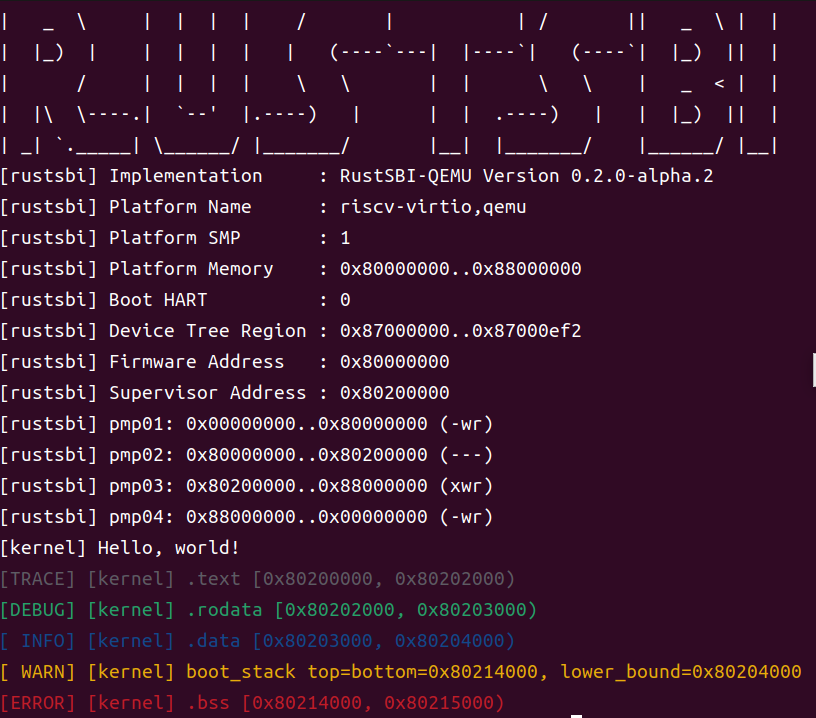 |   _  \     |  |  |  |    /       |           | /       ||   _  \ |  |
|  |_)  |    |  |  |  |   |   (----`---|  |----`|   (----`|  |_)  ||  |
|      /     |  |  |  |    \   \       |  |      \   \    |   _  < |  |
|  |\  \----.|  `--'  |.----)   |      |  |  .----)   |   |  |_)  ||  |
| _| `._____| \______/ |_______/       |__|  |_______/    |______/ |__|
[rustsbi] Implementation     : RustSBI-QEMU Version 0.2.0-alpha.2
[rustsbi] Platform Name      : riscv-virtio,qemu
[rustsbi] Platform SMP       : 1
[rustsbi] Platform Memory    : 0x80000000..0x88000000
[rustsbi] Boot HART          : 0
[rustsbi] Device Tree Region : 0x87000000..0x87000ef2
[rustsbi] Firmware Address   : 0x80000000
[rustsbi] Supervisor Address : 0x80200000
[rustsbi] pmp01: 0x00000000..0x80000000 (-wr)
[rustsbi] pmp02: 0x80000000..0x80200000 (---)
[rustsbi] pmp03: 0x80200000..0x88000000 (xwr)
[rustsbi] pmp04: 0x88000000..0x00000000 (-wr)
[kernel] Hello, world!
[TRACE] [kernel] .text [0x80200000, 0x80202000)
[DEBUG] [kernel] .rodata [0x80202000, 0x80203000)
[ INFO] [kernel] .data [0x80203000, 0x80204000)
[ WARN] [kernel] boot_stack top=bottom=0x80214000, lower_bound=0x80204000
[ERROR] [kernel] .bss [0x80214000, 0x80215000)